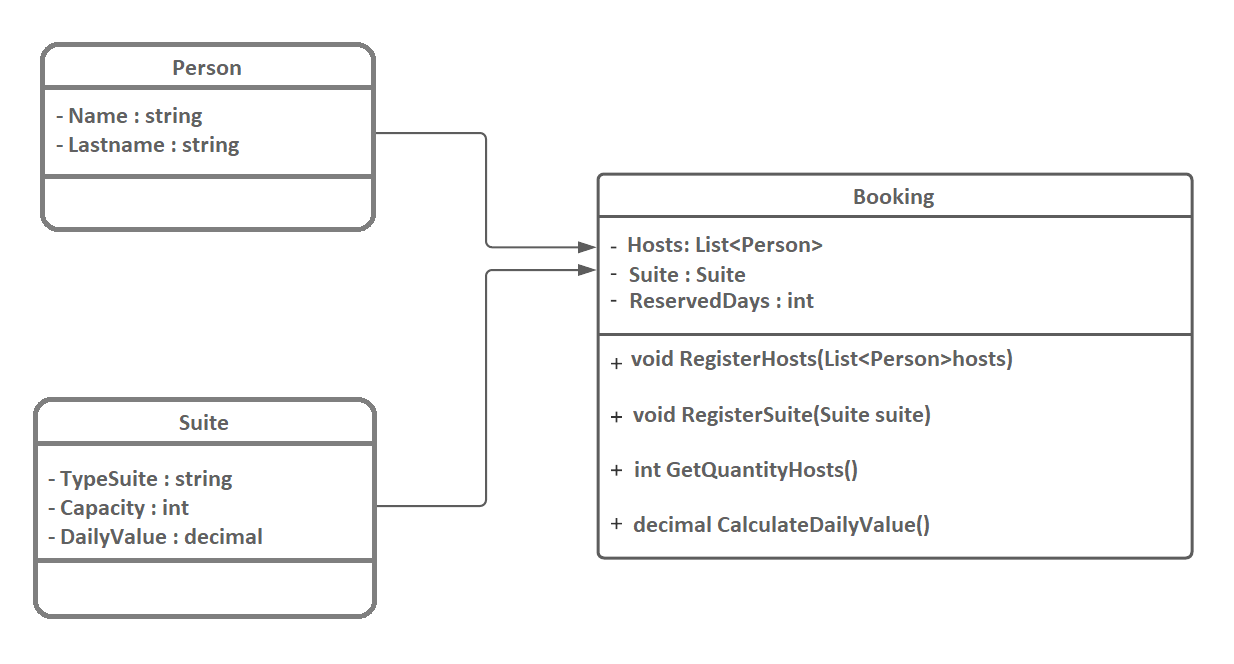 Person
- Name : string
- Lastname : string
Booking
- Hosts: List<Person>
- Suite : Suite
- ReservedDays : int
+ void RegisterHosts(List<Person>hosts)
+ void RegisterSuite(Suite suite)
+ int GetQuantityHosts()
+ decimal CalculateDailyValue()
Suite
- TypeSuite : string
- Capacity : int
- DailyValue : decimal